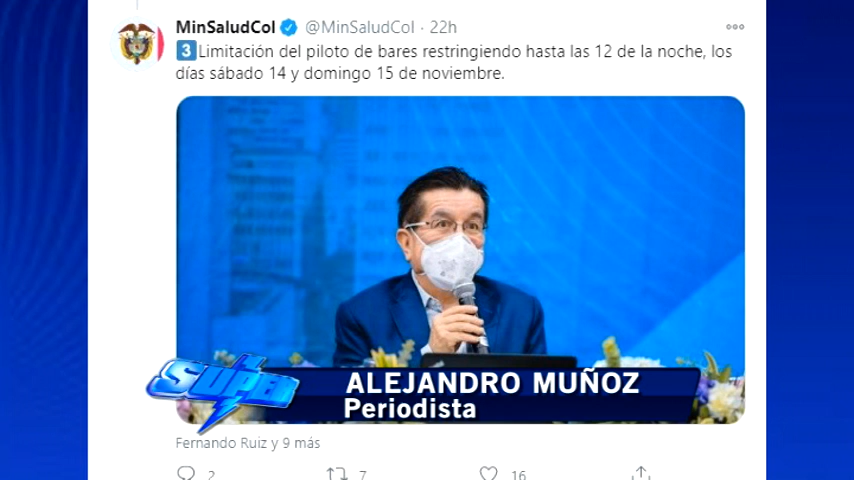 MinSaludCol @MinSaludCol · 22h
3 Limitación del piloto de bares restringiendo hasta las 12 de la noche, los
días sábado 14 y domingo 15 de noviembre.
SUPER
ALEJANDRO MUÑOZ
Periodista
Fernando Ruiz y 9 más
2 7 16